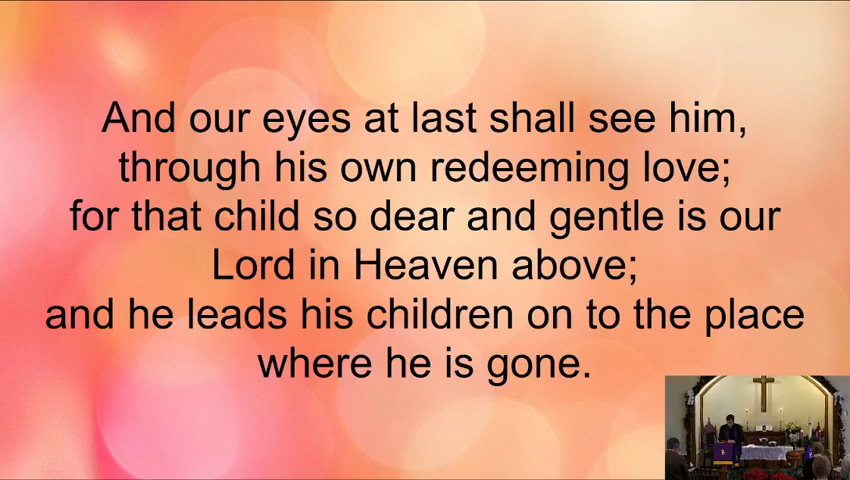 And our eyes at last shall see him,
through his own redeeming love;
for that child so dear and gentle is our
Lord in Heaven above;
and he leads his children on to the place
where he is gone.